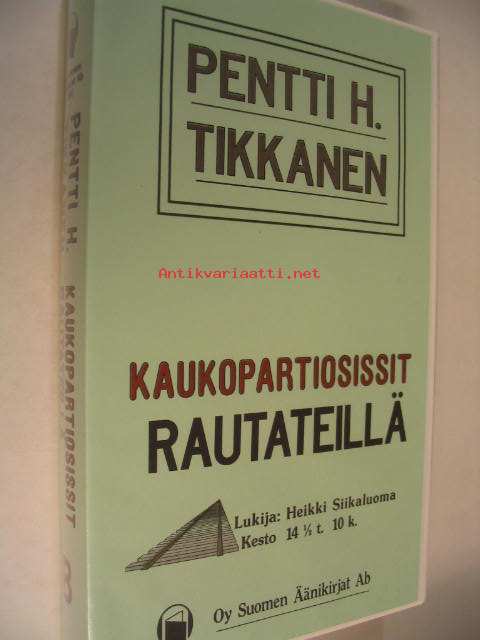 PENTTI H.
TIKKANEN
Antikvariaatti.net
KAUKOPARTIOSISSIT
RAUTATEILLÄ
Lukija: Heikki Siikaluoma
Kesto 14 ½ t. 10 k.
Oy Suomen Äänikirjat Ab
PENTTI H.
KAUKOPARTIOSISSIT